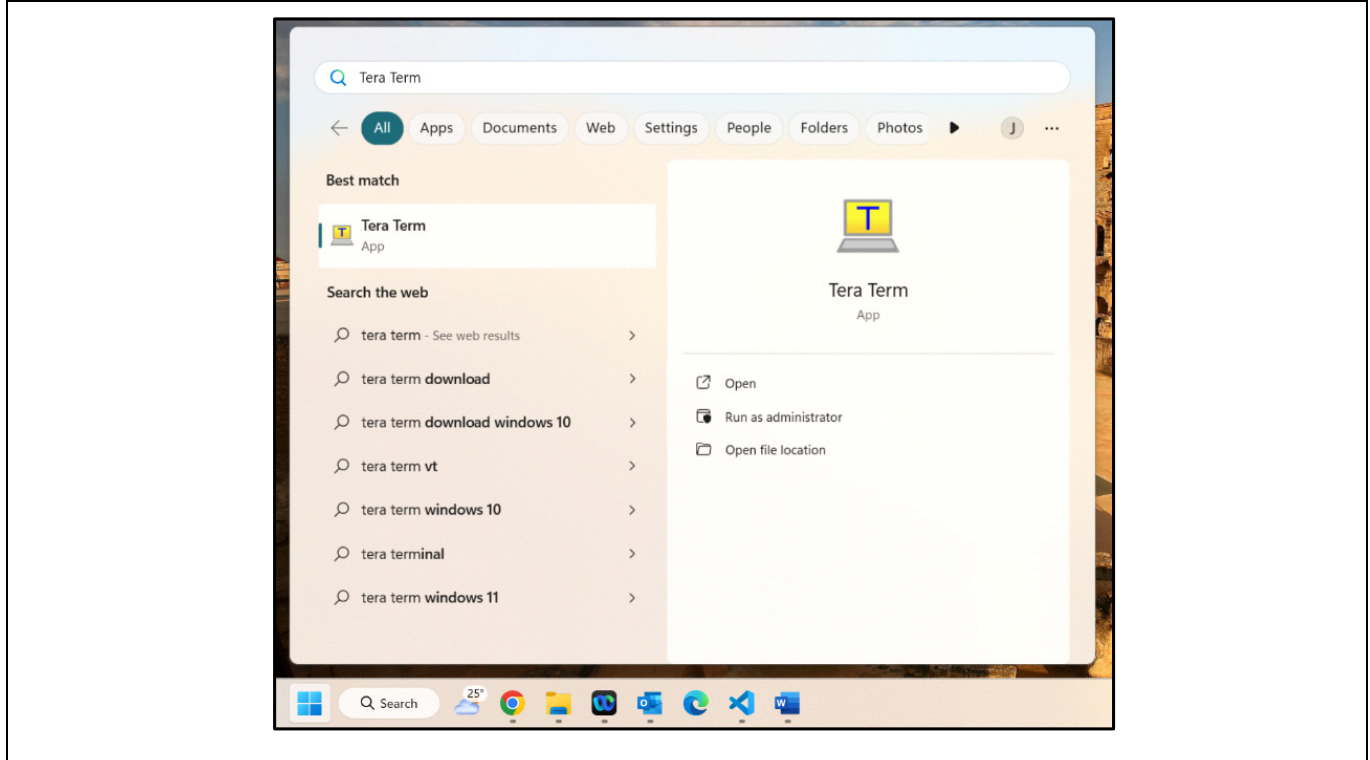 Tera Term
All Apps Documents Web Settings People Folders Photos J ...
Best match
Tera Term
App
Search the web
tera term - See web results
tera term download
tera term download windows 10
tera term vt
tera term windows 10
tera terminal
tera term windows 11
T
Tera Term
App
Open
Run as administrator
Open file location
Search 25°